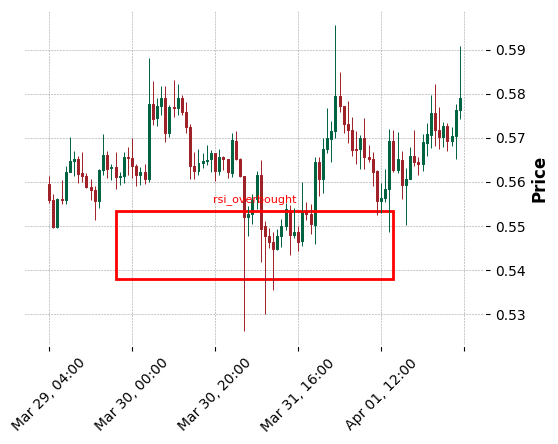 0.59
0.58
0.57
0.56
0.55
0.54
0.53
Price
rsi_overbought
Mar 29, 04:00
Mar 30, 00:00
Mar 30, 20:00
Mar 31, 16:00
Apr 01, 12:00